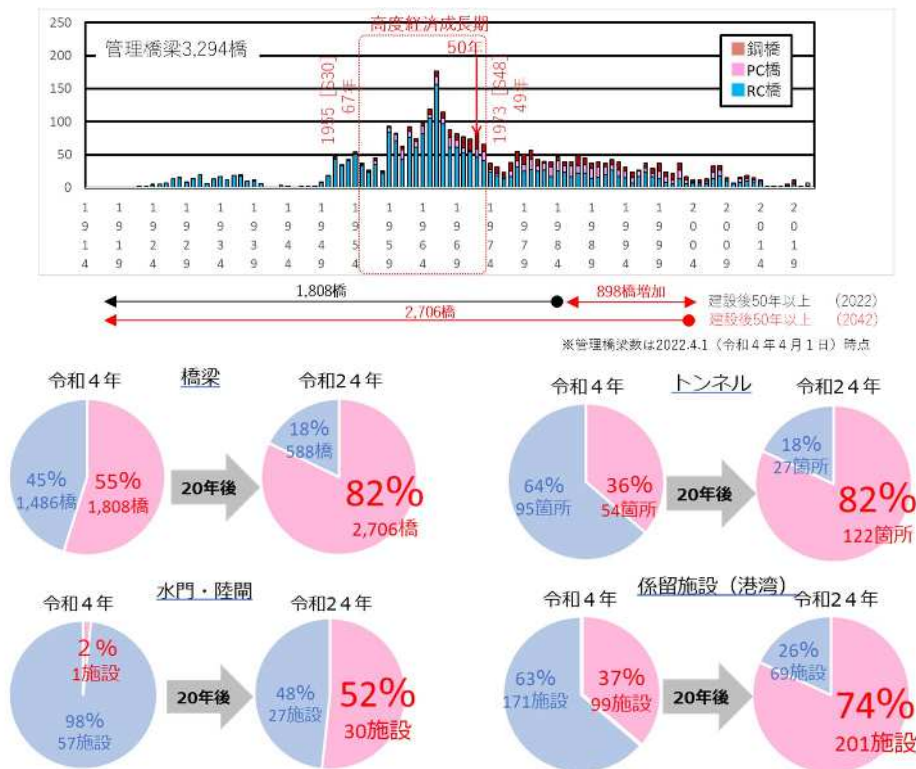 高度経済成長期
250
200
150
100
50
0
管理橋梁3,294橋
50年
1955［S30］
67年
1973［S48］
49年
鋼橋
PC橋
RC橋
1914
1919
1924
1929
1934
1939
1944
1949
1954
1959
1964
1969
1974
1979
1984
1989
1994
1999
2004
2009
2014
2019
1,808橋
898橋増加
建設後50年以上 (2022)
2,706橋
建設後50年以上 (2042)
※管理橋梁数は2022.4.1（令和4年4月1日）時点
橋梁
令和4年
令和24年
45%
1,486橋
55%
1,808橋
20年後
18%
588橋
82%
2,706橋
トンネル
令和4年
令和24年
64%
95箇所
36%
54箇所
20年後
18%
27箇所
82%
122箇所
水門・陸閘
令和4年
令和24年
2%
1施設
98%
57施設
20年後
48%
27施設
52%
30施設
係留施設（港湾）
令和4年
令和24年
63%
171施設
37%
99施設
20年後
26%
69施設
74%
201施設